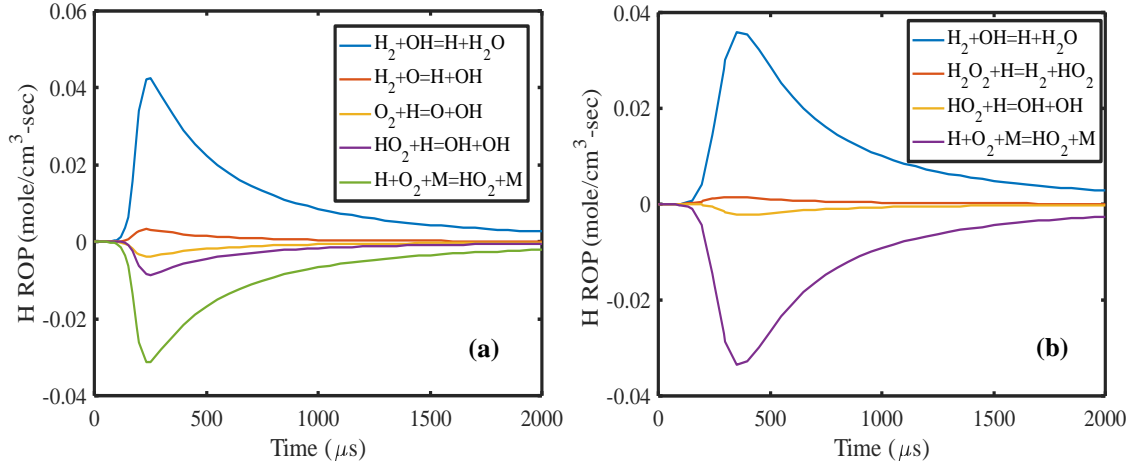 0.06
0.04
0.02
0
-0.02
-0.04
H ROP (mole/cm³-sec)
H₂+OH=H+H₂O
H₂+O=H+OH
O₂+H=O+OH
HO₂+H=OH+OH
H+O₂+M=HO₂+M
(a)
0 500 1000 1500 2000
Time (μs)
0.04
0.02
0
-0.02
-0.04
H ROP (mole/cm³-sec)
H₂+OH=H+H₂O
H₂O₂+H=H₂+HO₂
HO₂+H=OH+OH
H+O₂+M=HO₂+M
(b)
0 500 1000 1500 2000
Time (μs)